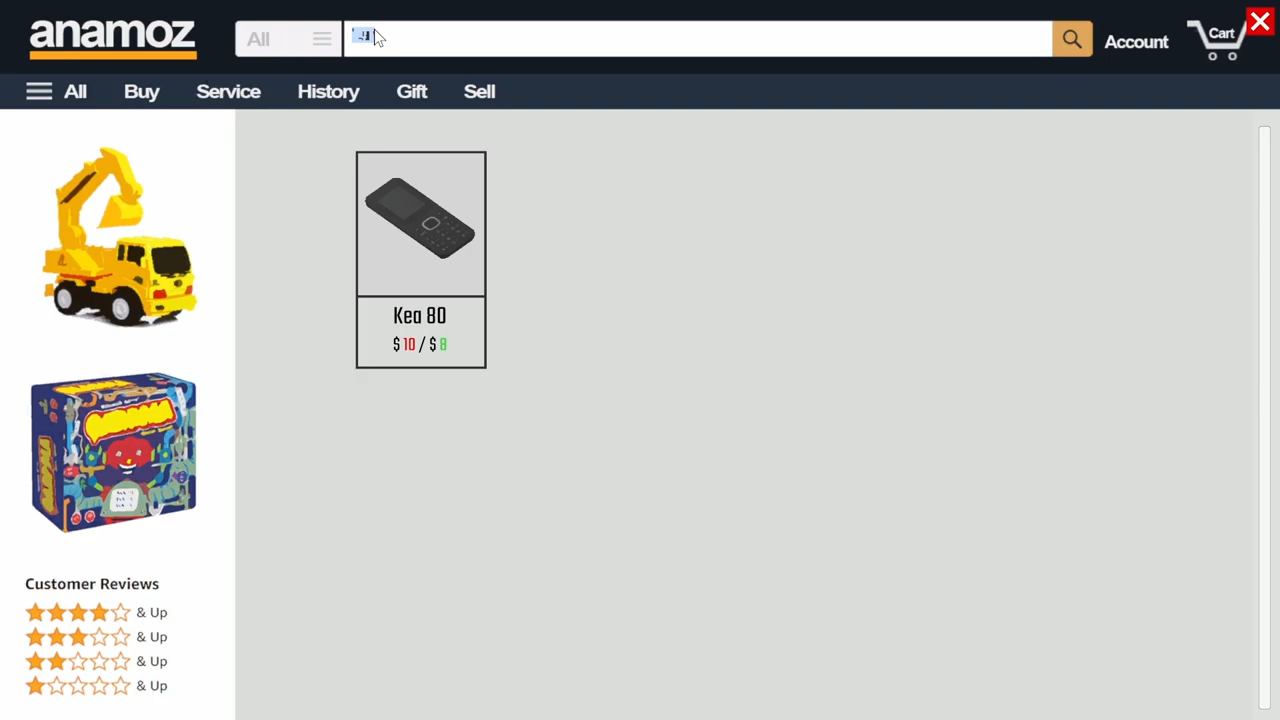 anamoz
All
Account
Cart
All
Buy
Service
History
Gift
Sell
Kea 80
$ 10 / $ 8
Customer Reviews
& Up
& Up
& Up
& Up